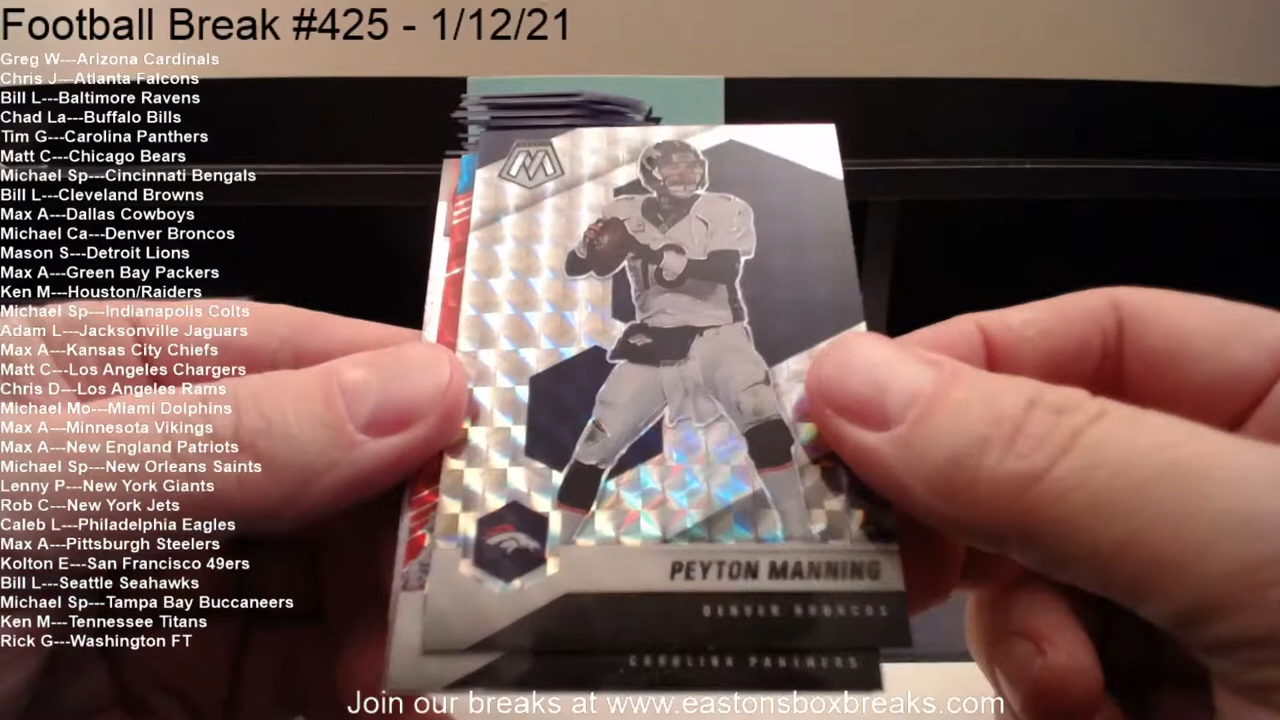 Football Break #425 - 1/12/21
Greg W---Arizona Cardinals
Chris J---Atlanta Falcons
Bill L---Baltimore Ravens
Chad La---Buffalo Bills
Tim G---Carolina Panthers
Matt C---Chicago Bears
Michael Sp---Cincinnati Bengals
Bill L---Cleveland Browns
Max A---Dallas Cowboys
Michael Ca---Denver Broncos
Mason S---Detroit Lions
Max A---Green Bay Packers
Ken M---Houston/Raiders
Michael Sp---Indianapolis Colts
Adam L---Jacksonville Jaguars
Max A---Kansas City Chiefs
Matt C---Los Angeles Chargers
Chris D---Los Angeles Rams
Michael Mo---Miami Dolphins
Max A---Minnesota Vikings
Max A---New England Patriots
Michael Sp---New Orleans Saints
Lenny P---New York Giants
Rob C---New York Jets
Caleb L---Philadelphia Eagles
Max A---Pittsburgh Steelers
Kolton E---San Francisco 49ers
Bill L---Seattle Seahawks
Michael Sp---Tampa Bay Buccaneers
Ken M---Tennessee Titans
Rick G---Washington FT
M
18
PEYTON MANNING
DENVER BRONCOS
CAROLINA PANTHERS
Join our breaks at www.eastonsboxbreaks.com